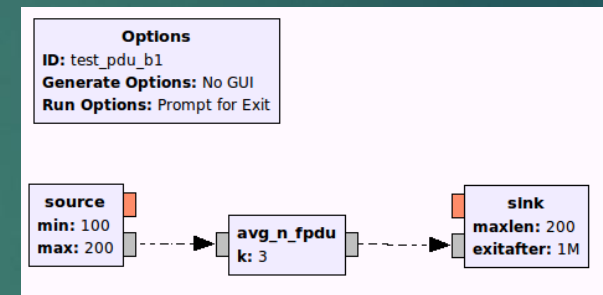 Options
ID: test_pdu_b1
Generate Options: No GUI
Run Options: Prompt for Exit
source
min: 100
max: 200
avg_n_fpdu
k: 3
sink
maxlen: 200
exitafter: 1M